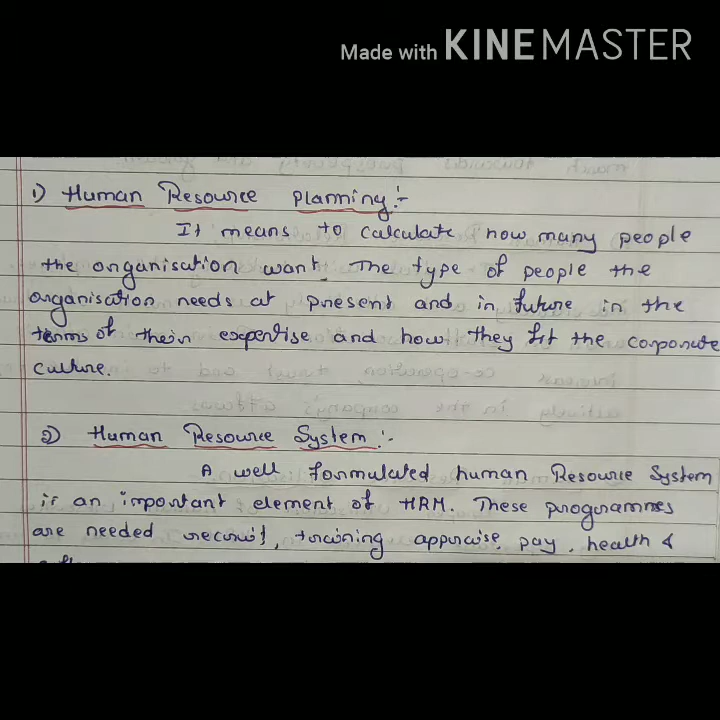 Made with KINEMASTER
1) Human Resource Planning :-
It means to calculate how many people
the organisation want. The type of people the
organisation needs at present and in future in the
terms of their expertise and how they fit the corporate
culture.
2) Human Resource System :-
A well formulated human Resource System
is an important element of HRM. These programmes
are needed recruit, training appraise, pay, health &